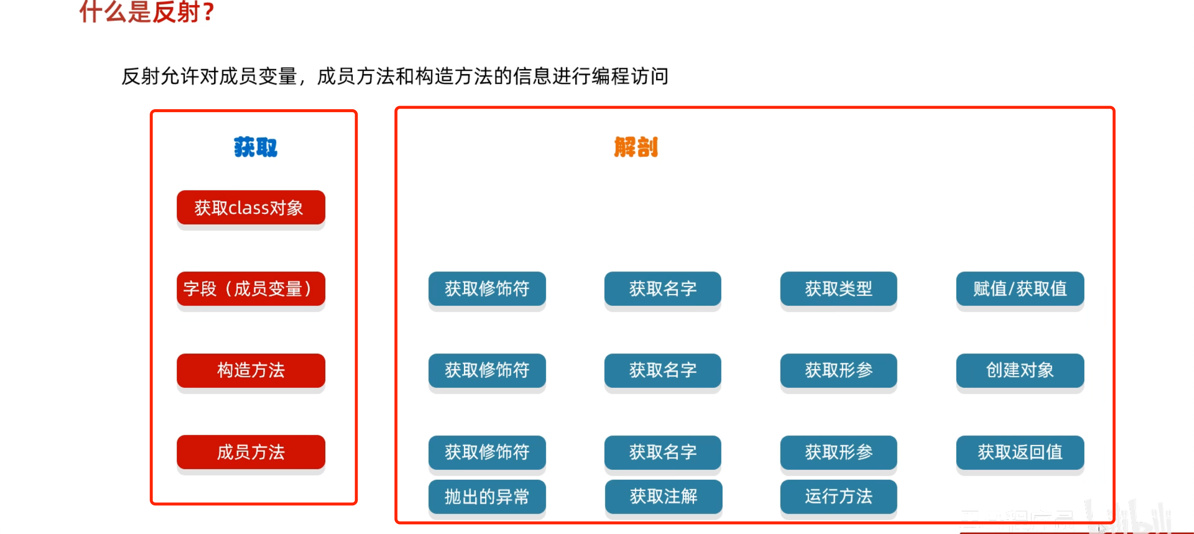 什么是反射？
反射允许对成员变量，成员方法和构造方法的信息进行编程访问
获取
解剖
获取class对象
字段（成员变量）
获取修饰符
获取名字
获取类型
赋值/获取值
构造方法
获取修饰符
获取名字
获取形参
创建对象
成员方法
获取修饰符
获取名字
获取形参
获取返回值
抛出的异常
获取注解
运行方法
bilibili